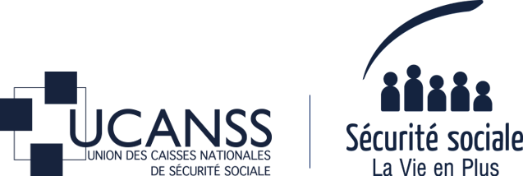 UCANSS
UNION DES CAISSES NATIONALES
DE SÉCURITÉ SOCIALE
Sécurité sociale
La Vie en Plus